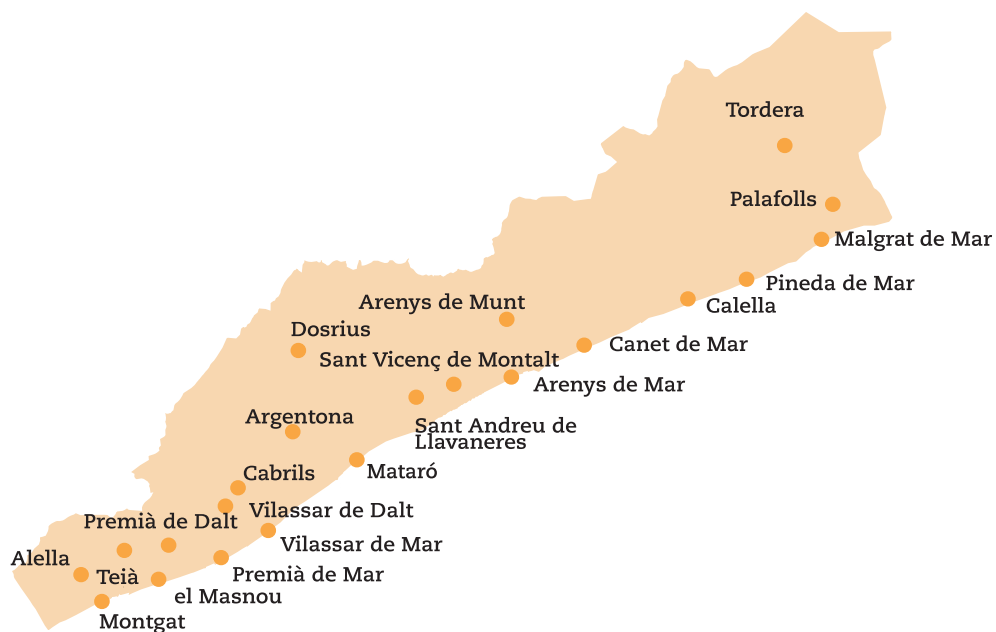 Tordera
Palafolls
Malgrat de Mar
Pineda de Mar
Calella
Arenys de Munt
Dosrius
Canet de Mar
Sant Vicenç de Montalt
Arenys de Mar
Argentona
Sant Andreu de
Llavaneres
Mataró
Cabrils
Vilassar de Dalt
Premià de Dalt
Vilassar de Mar
Alella
Teià
Premià de Mar
el Masnou
Montgat